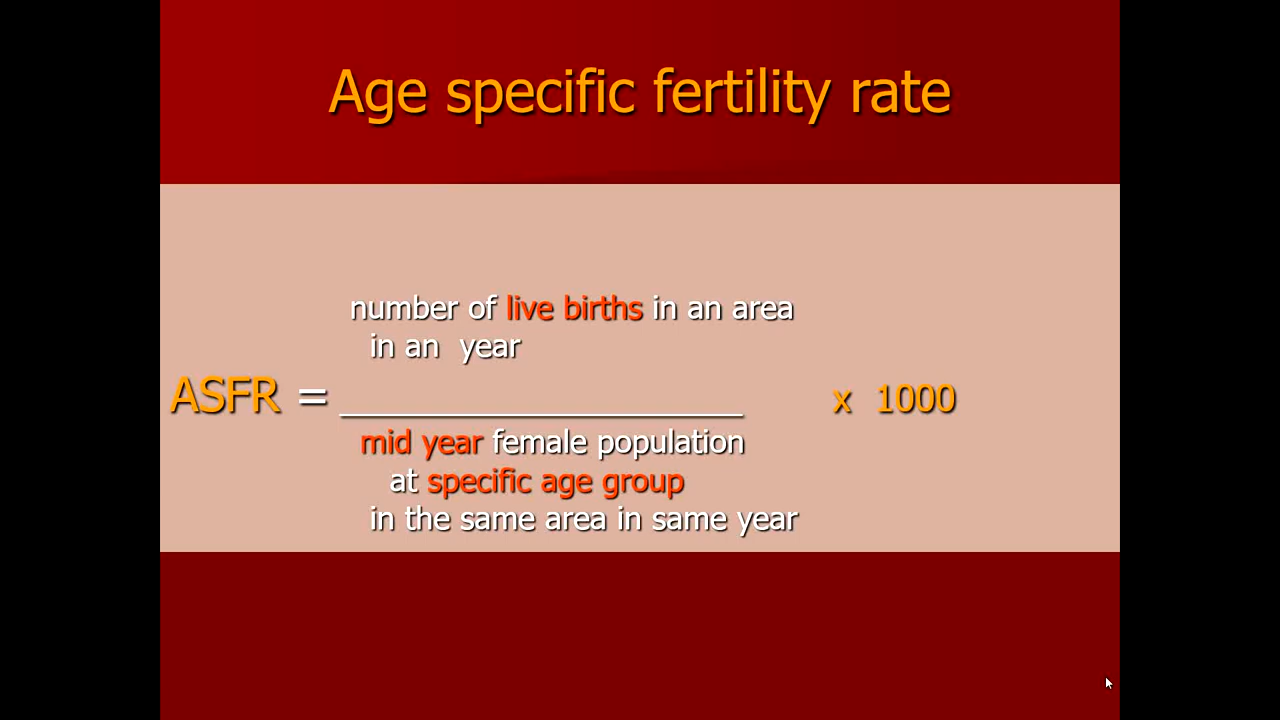 Age specific fertility rate
number of live births in an area
in an year
ASFR = ____________________ x 1000
mid year female population
at specific age group
in the same area in same year